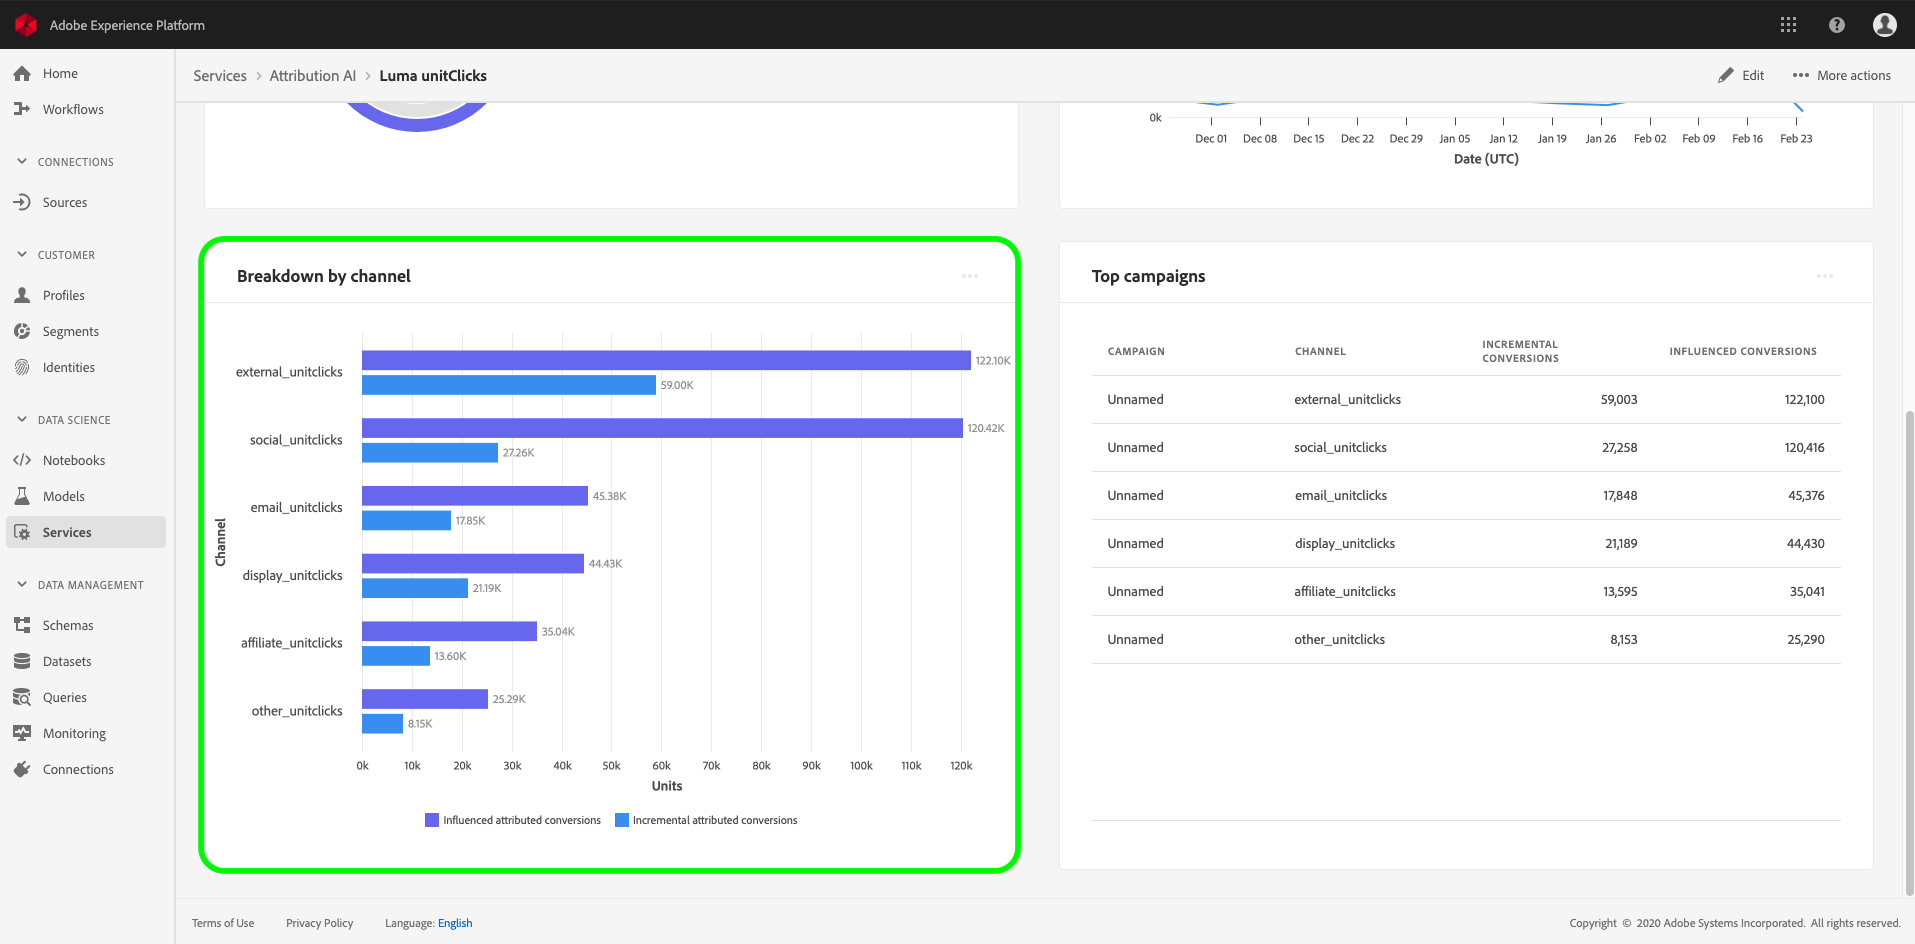 Adobe Experience Platform
Home
Workflows
CONNECTIONS
Sources
CUSTOMER
Profiles
Segments
Identities
DATA SCIENCE
Notebooks
Models
Services
DATA MANAGEMENT
Schemas
Datasets
Queries
Monitoring
Connections
Services > Attribution AI > Luma unitClicks
Edit
More actions
0k
Dec 01 Dec 08 Dec 15 Dec 22 Dec 29 Jan 05 Jan 12 Jan 19 Jan 26 Feb 02 Feb 09 Feb 16 Feb 23
Date (UTC)
Breakdown by channel
Channel
external_unitclicks
122.10K
59.00K
social_unitclicks
120.42K
27.26K
email_unitclicks
45.38K
17.85K
display_unitclicks
44.43K
21.19K
affiliate_unitclicks
35.04K
13.60K
other_unitclicks
25.29K
8.15K
0k 10k 20k 30k 40k 50k 60k 70k 80k 90k 100k 110k 120k
Units
Influenced attributed conversions Incremental attributed conversions
Top campaigns
CAMPAIGN CHANNEL INCREMENTAL CONVERSIONS INFLUENCED CONVERSIONS
Unnamed external_unitclicks 59,003 122,100
Unnamed social_unitclicks 27,258 120,416
Unnamed email_unitclicks 17,848 45,376
Unnamed display_unitclicks 21,189 44,430
Unnamed affiliate_unitclicks 13,595 35,041
Unnamed other_unitclicks 8,153 25,290
Terms of Use Privacy Policy Language: English
Copyright © 2020 Adobe Systems Incorporated. All rights reserved.